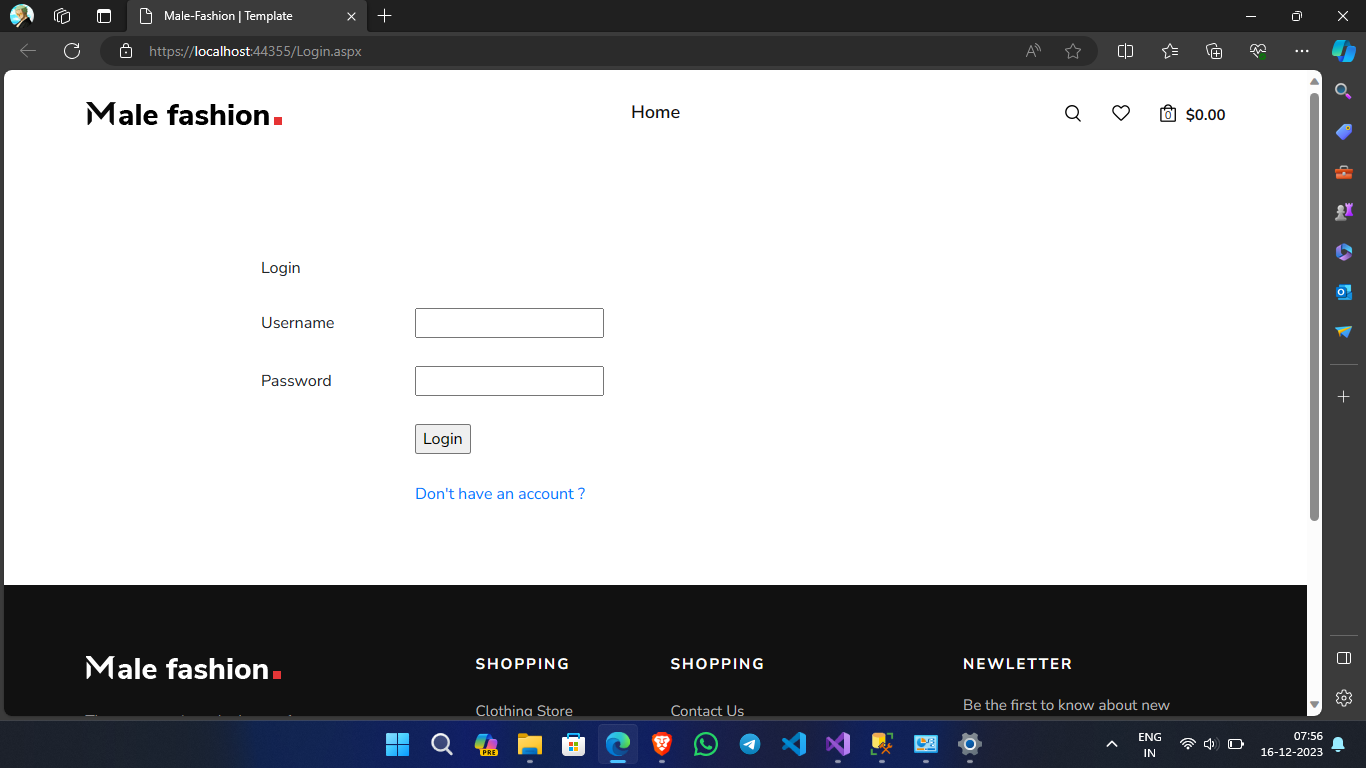 Male-Fashion | Template
https://localhost:44355/Login.aspx
Male fashion.
Home
0
$0.00
Login
Username
Password
Login
Don't have an account ?
Male fashion.
SHOPPING
SHOPPING
NEWLETTER
Clothing Store
Contact Us
Be the first to know about new
PRE
ENG
IN
07:56
16-12-2023